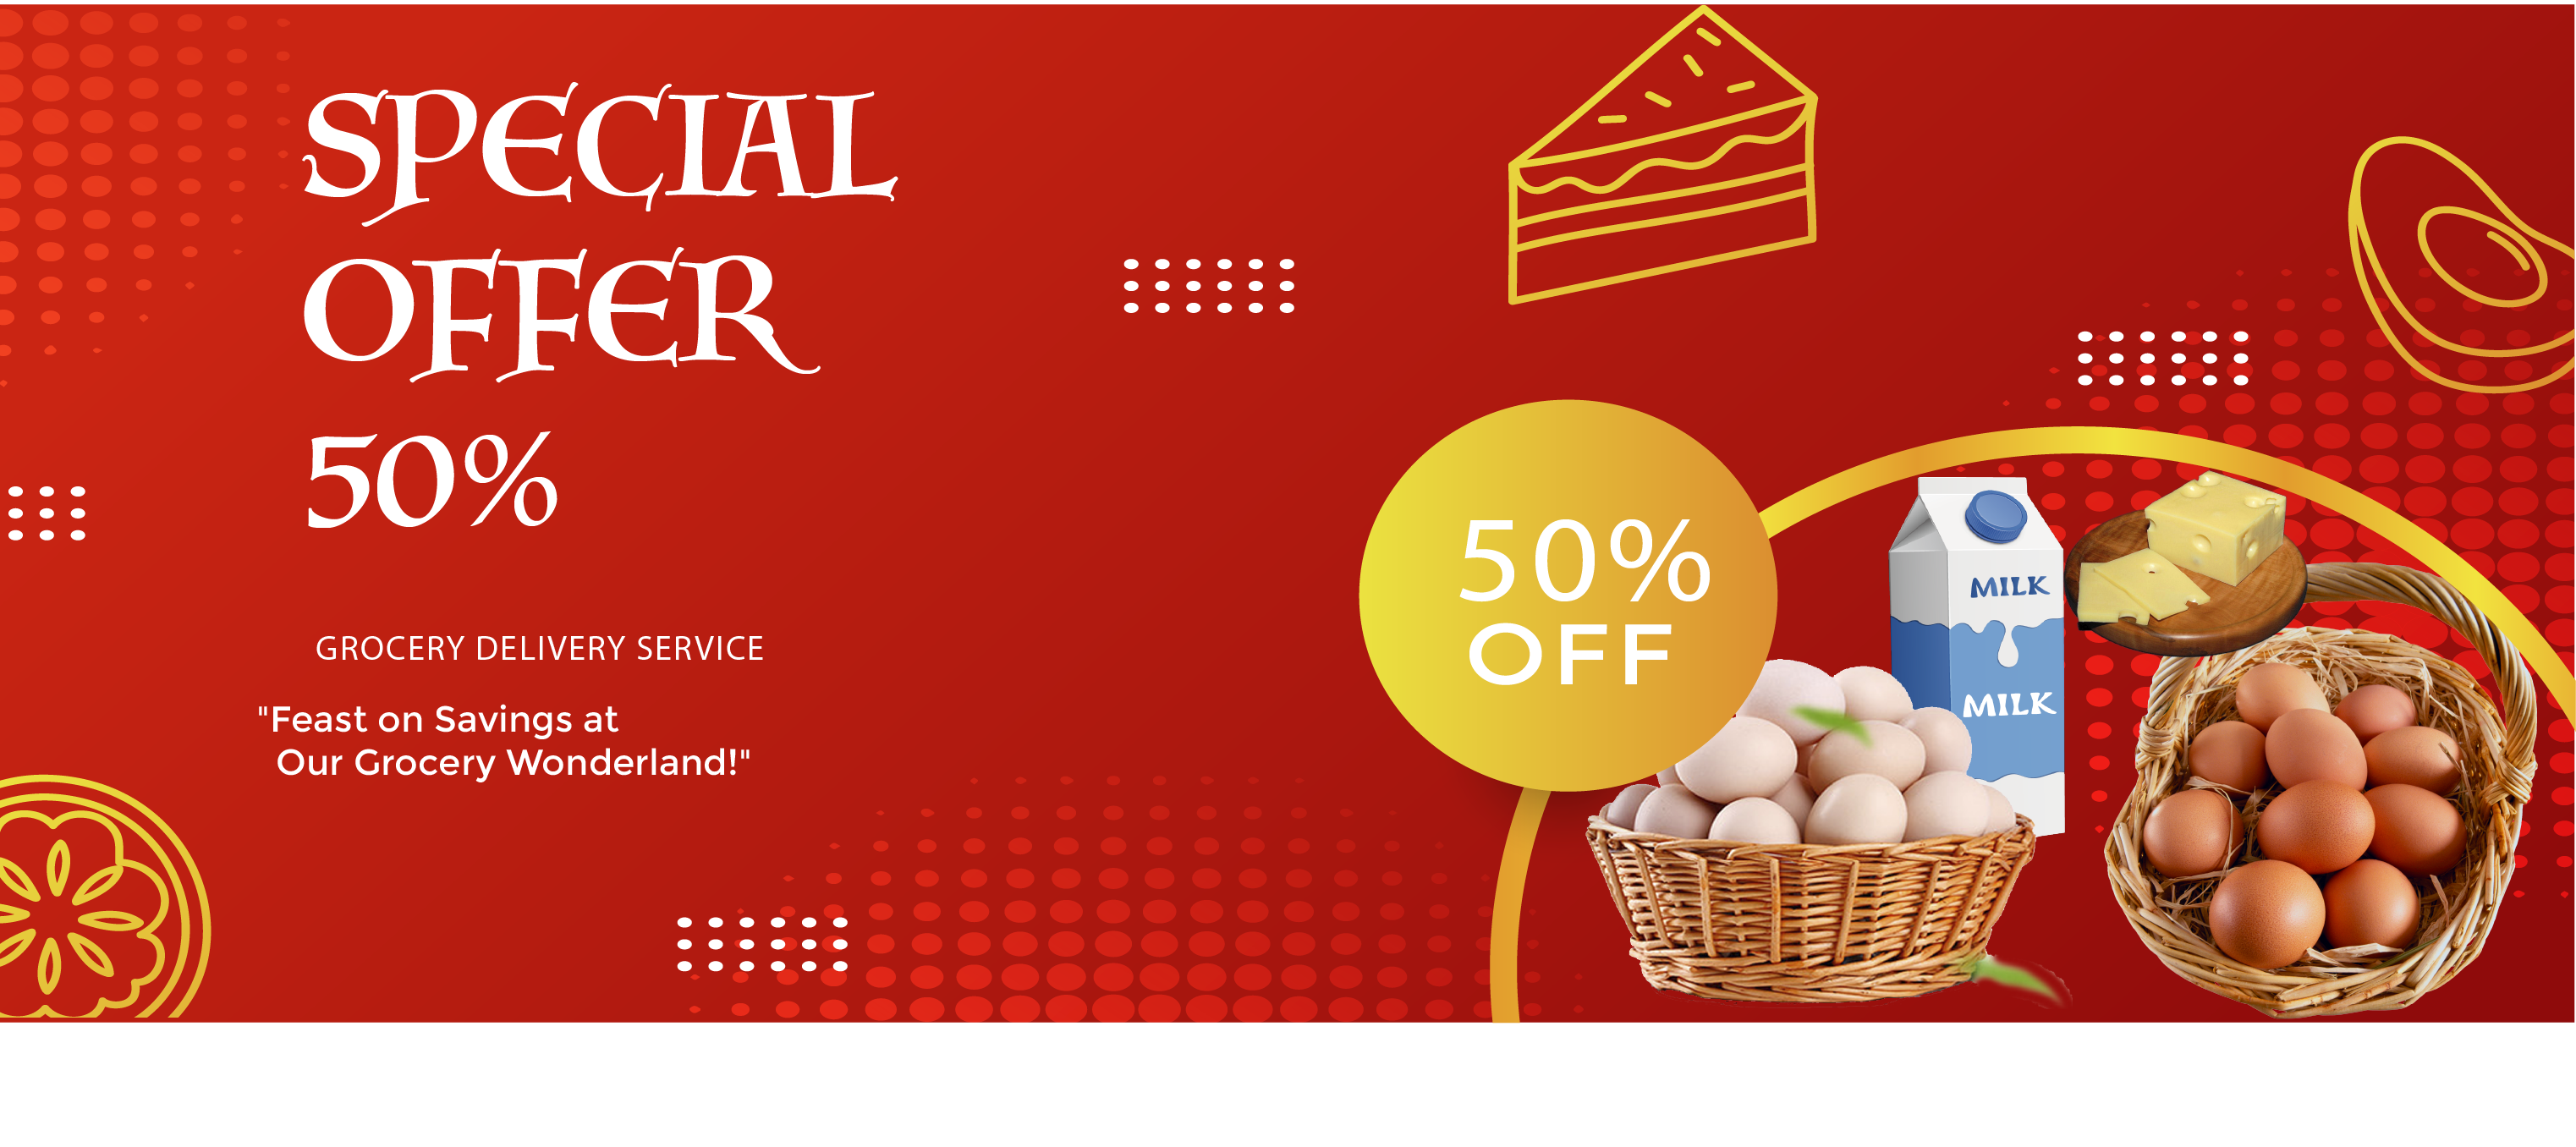 SPECIAL
OFFER
50%
GROCERY DELIVERY SERVICE
"Feast on Savings at
Our Grocery Wonderland!"
50%
OFF
MILK
MILK